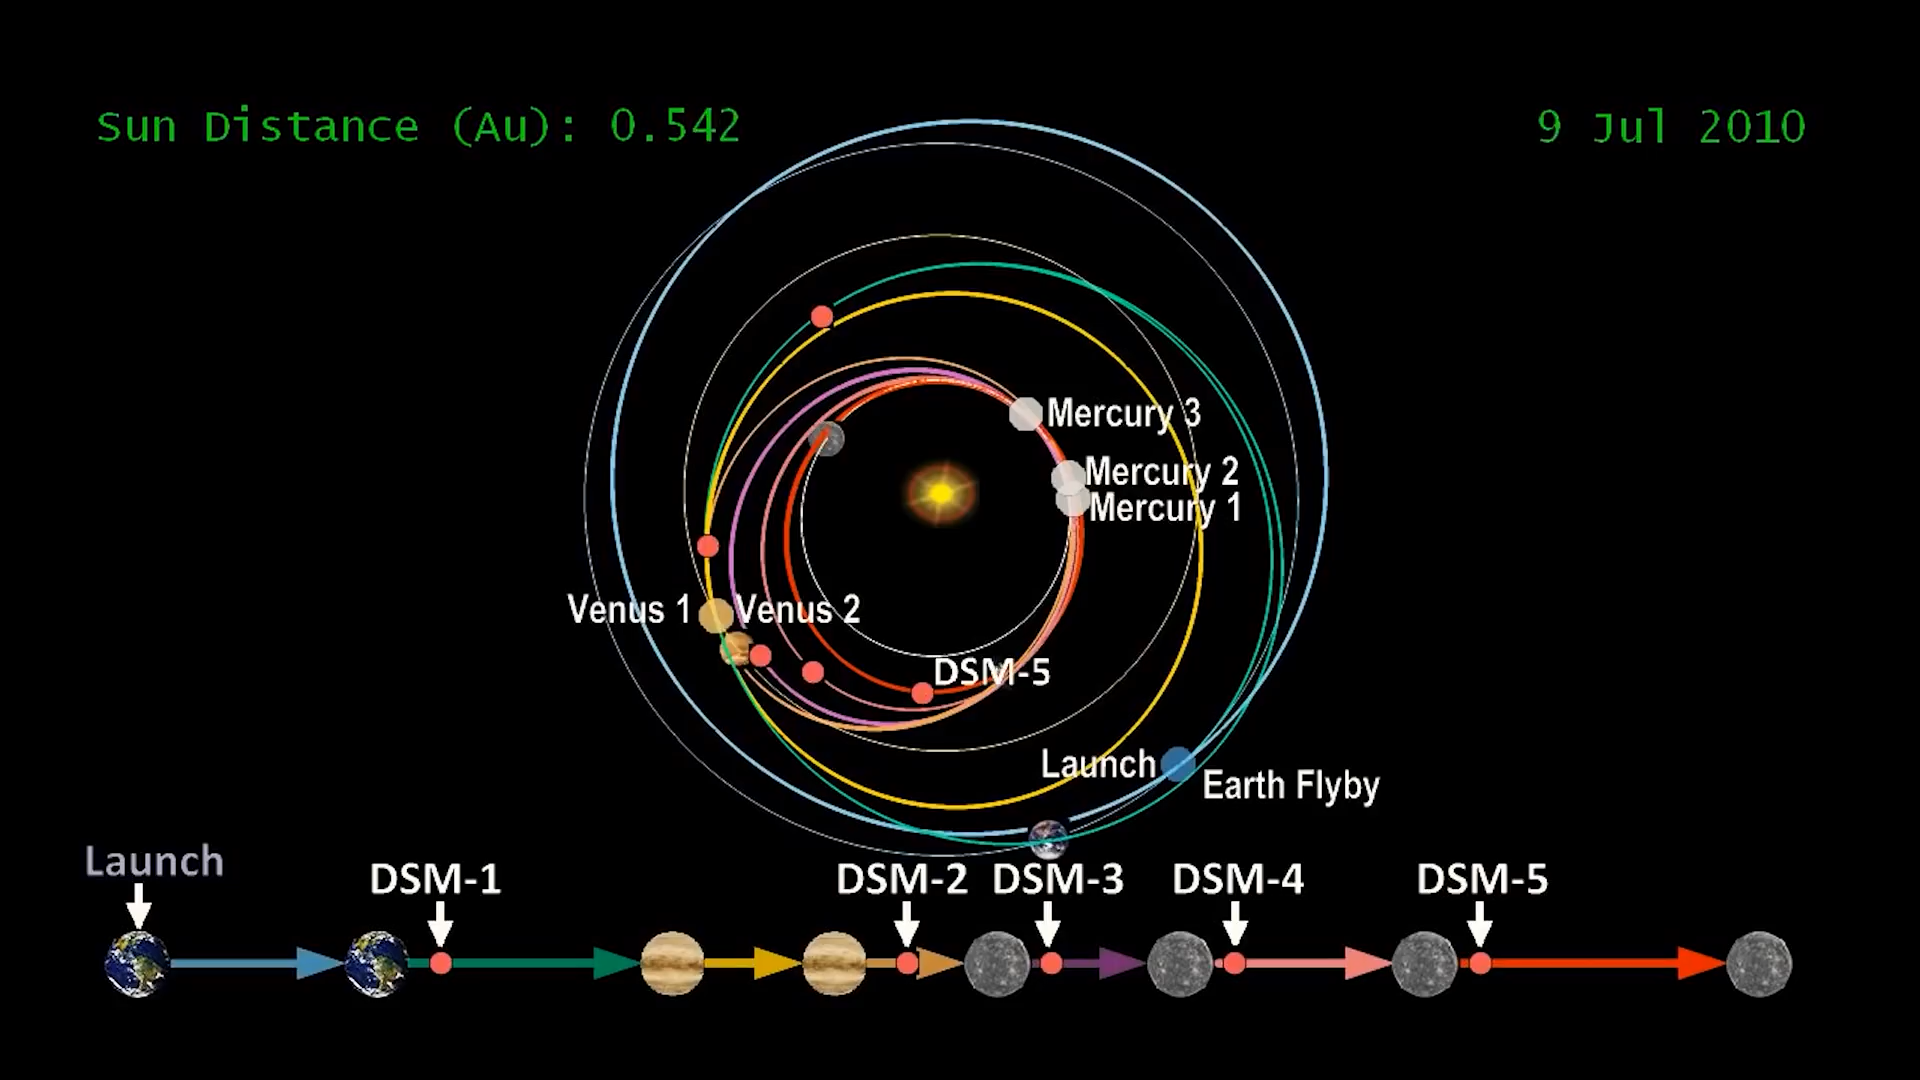 Sun Distance (Au): 0.542
9 Jul 2010
Mercury 3
Mercury 2
Mercury 1
Venus 1
Venus 2
DSM-5
Launch
Earth Flyby
Launch
DSM-1
DSM-2
DSM-3
DSM-4
DSM-5